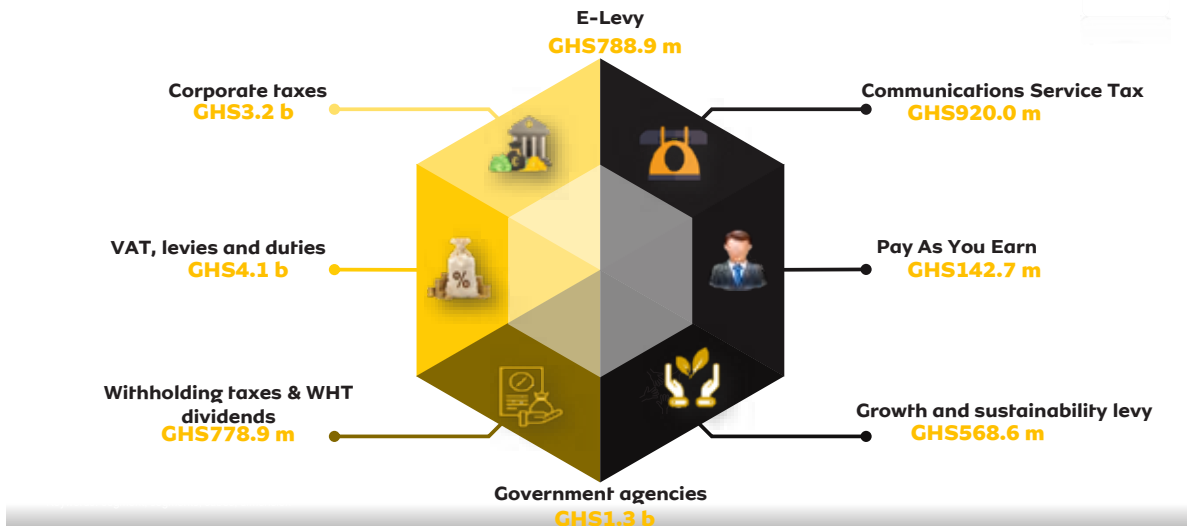 E-Levy
GHS788.9 m
Corporate taxes
GHS3.2 b
Communications Service Tax
GHS920.0 m
VAT, levies and duties
GHS4.1 b
%
Pay As You Earn
GHS142.7 m
Withholding taxes & WHT
dividends
GHS778.9 m
Growth and sustainability levy
GHS568.6 m
Government agencies
GHS1.3 b